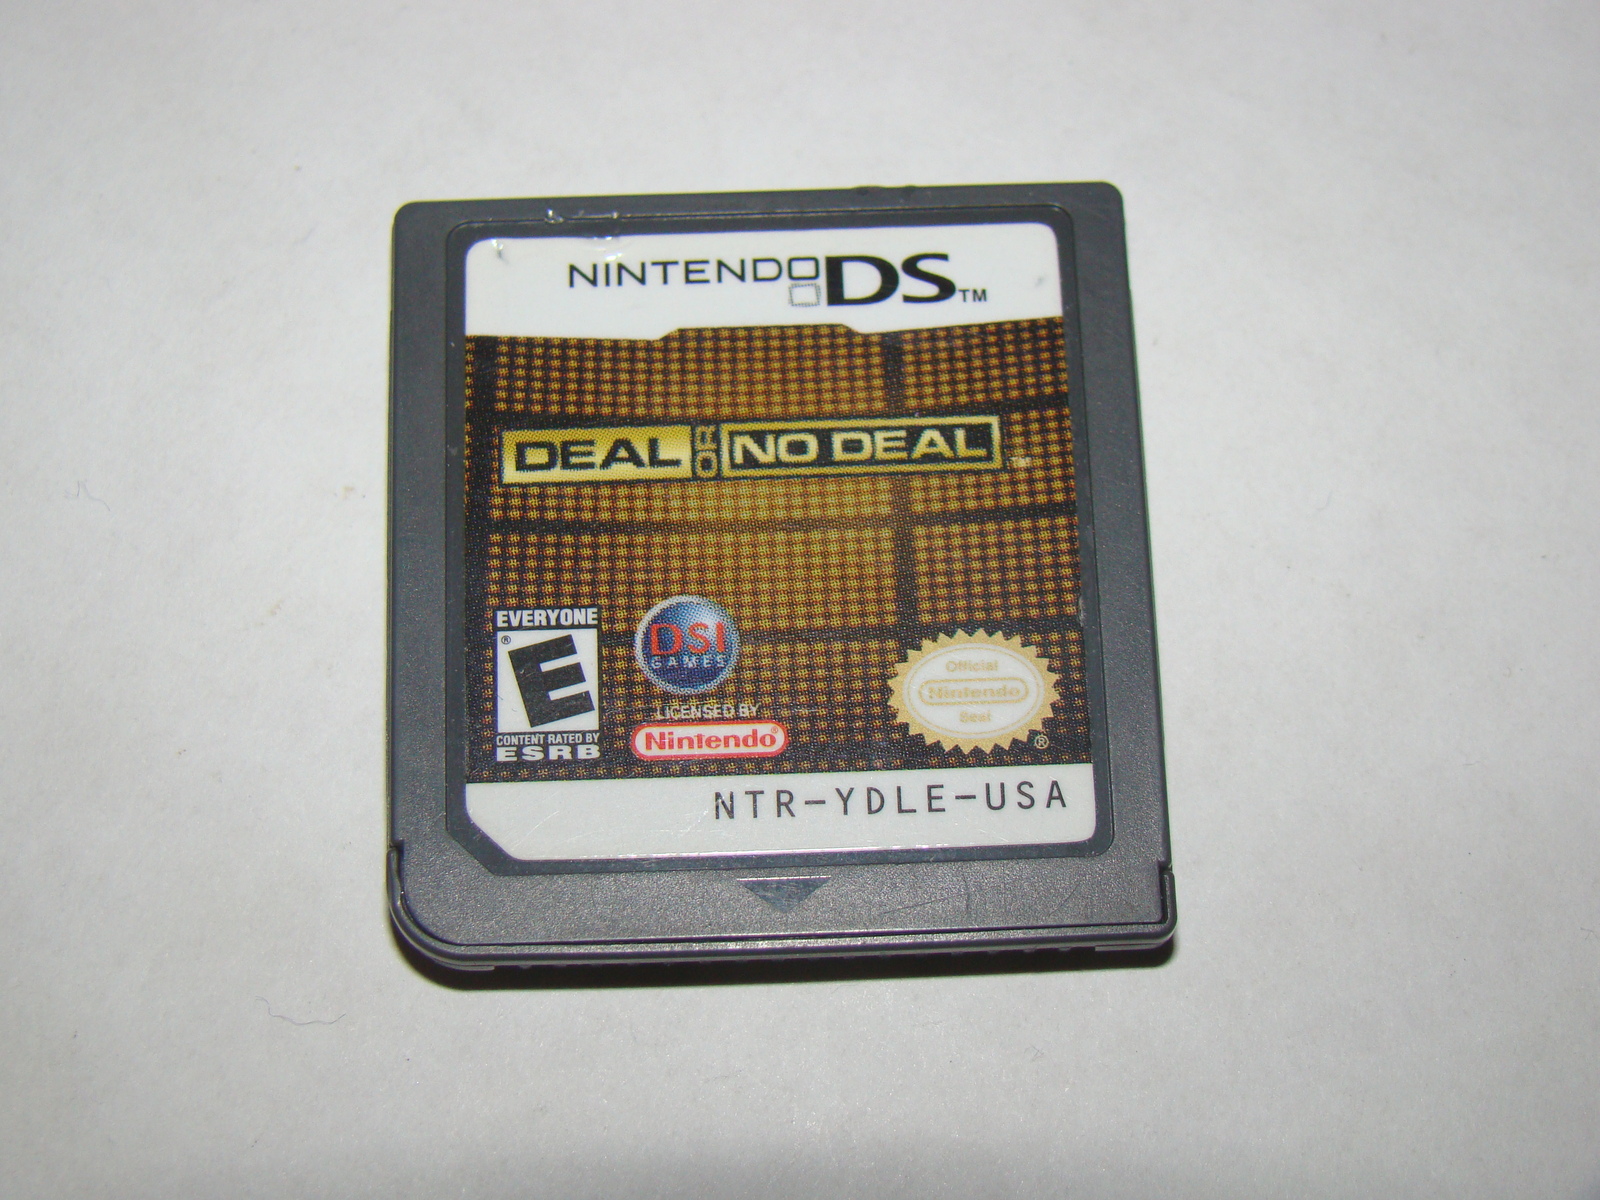 NINTENDO DS™
DEAL OR NO DEAL™
EVERYONE
E®
CONTENT RATED BY
ESRB
DSI
GAMES
LICENSED BY
Nintendo®
Official
Nintendo
Seal
®
NTR-YDLE-USA